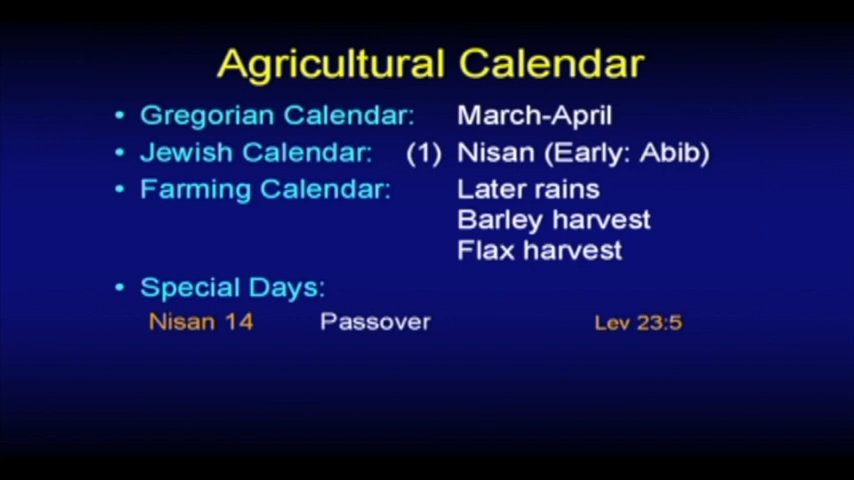 Agricultural Calendar
• Gregorian Calendar: March-April
• Jewish Calendar: (1) Nisan (Early: Abib)
• Farming Calendar: Later rains
Barley harvest
Flax harvest
• Special Days:
Nisan 14 Passover Lev 23:5